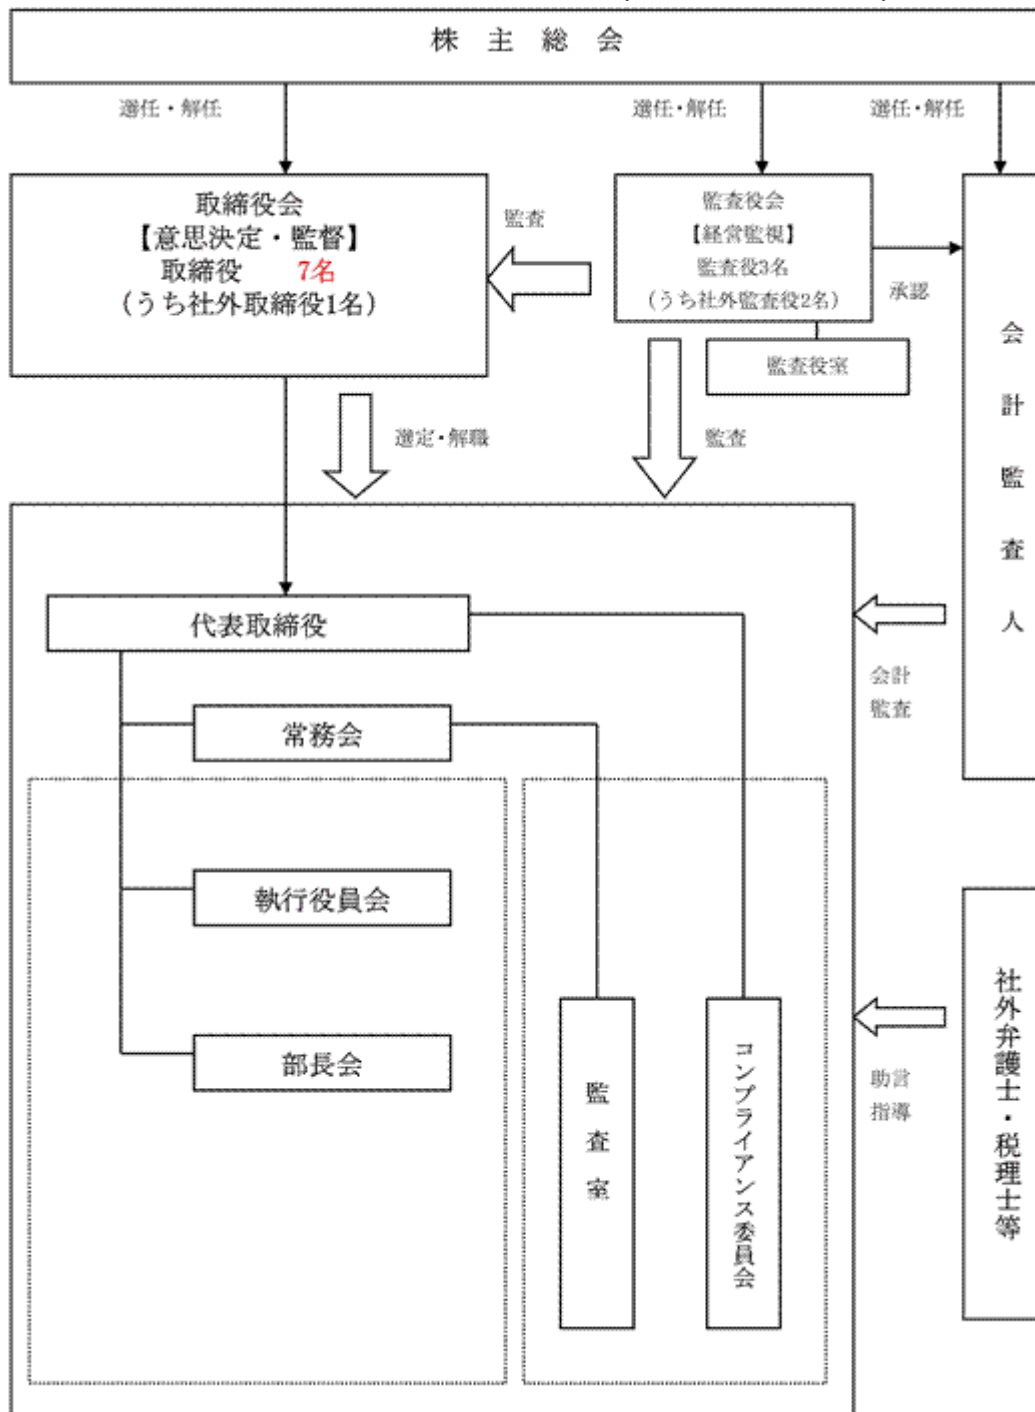 株主総会
選任・解任
選任・解任
選任・解任
取締役会
【意思決定・監督】
取締役 7名
(うち社外取締役1名)
監査
監査役会
【経営監視】
監査役3名
(うち社外監査役2名)
承認
監査役室
会計監査人
選定・解職
監査
代表取締役
会計
監査
常務会
執行役員会
部長会
監査室
コンプライアンス委員会
助言
指導
社外弁護士・税理士等